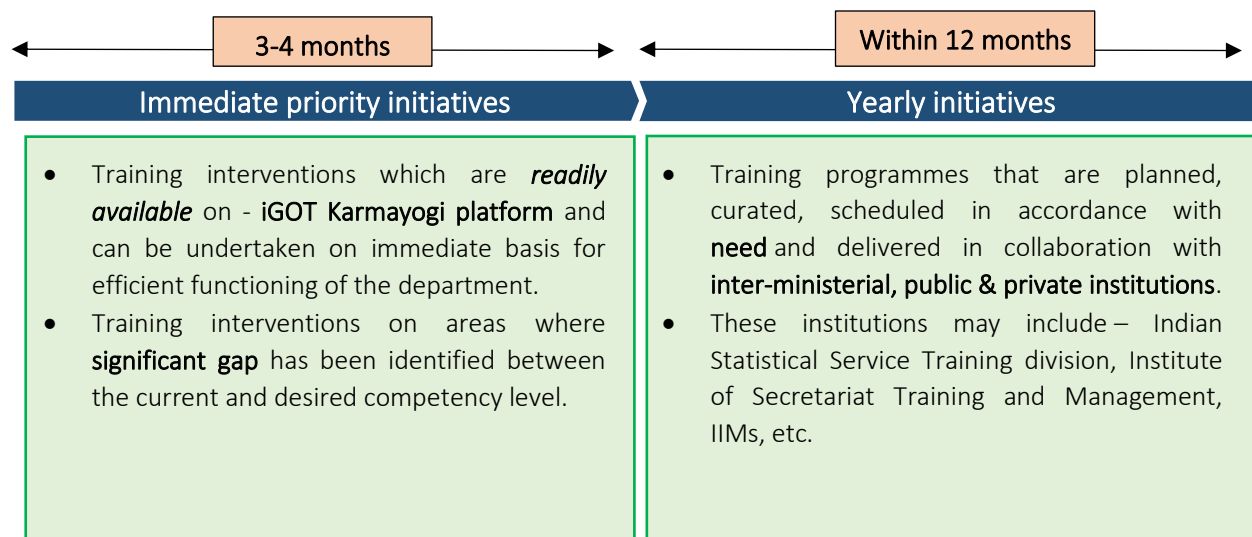 3-4 months
Within 12 months
Immediate priority initiatives
Yearly initiatives
• Training interventions which are readily
available on - iGOT Karmayogi platform and
can be undertaken on immediate basis for
efficient functioning of the department.
• Training interventions on areas where
significant gap has been identified between
the current and desired competency level.
• Training programmes that are planned,
curated, scheduled in accordance with
need and delivered in collaboration with
inter-ministerial, public & private institutions.
• These institutions may include – Indian
Statistical Service Training division, Institute
of Secretariat Training and Management,
IIMs, etc.